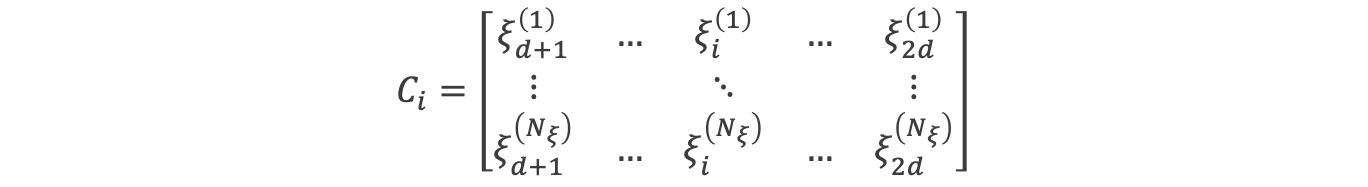 C_i = [ ξ_{d+1}^{(1)} … ξ_i^{(1)} … ξ_{2d}^{(1)}
⋮ ⋱ ⋮
ξ_{d+1}^{(N_ξ)} … ξ_i^{(N_ξ)} … ξ_{2d}^{(N_ξ)} ]